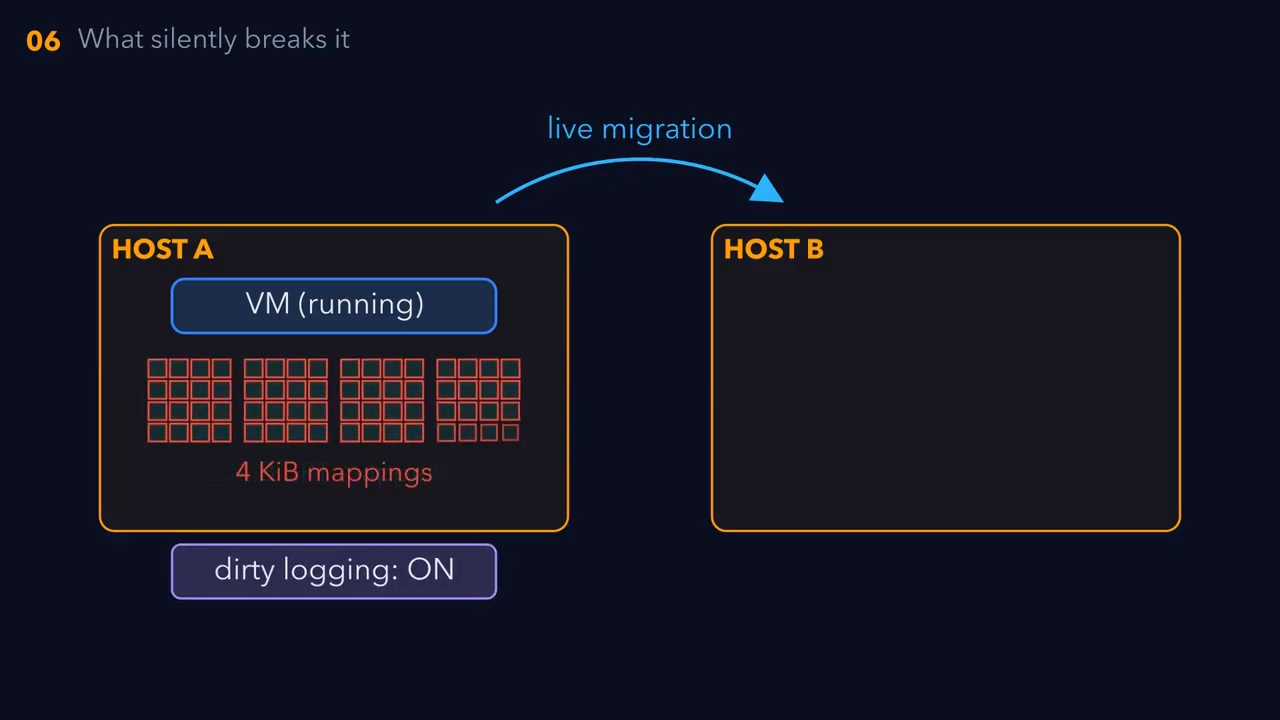 06 What silently breaks it
live migration
HOST A
HOST B
VM (running)
4 KiB mappings
dirty logging: ON